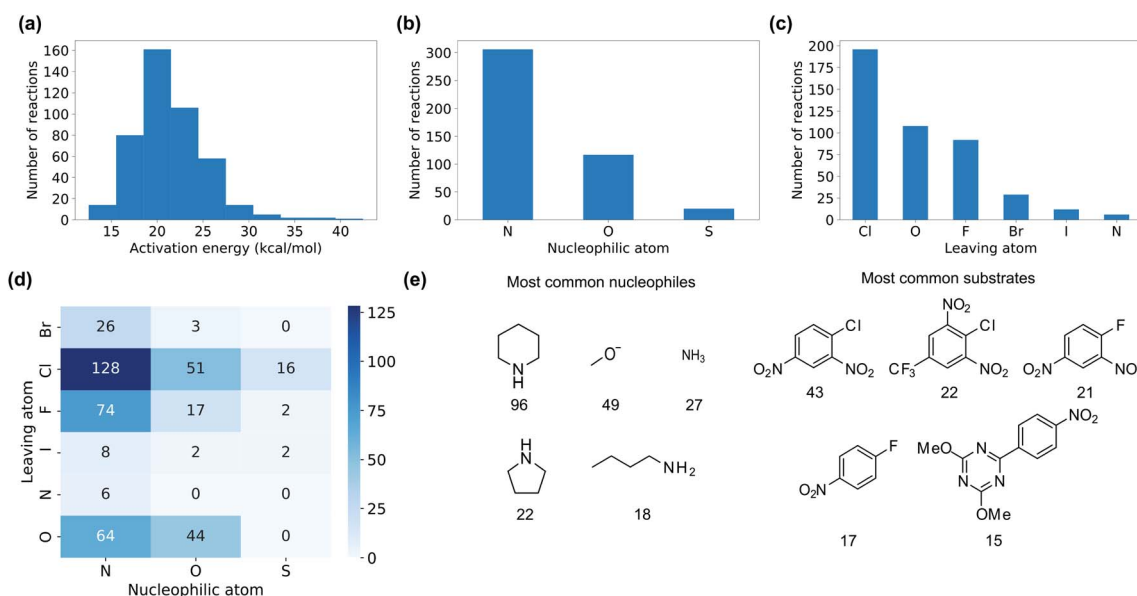 (a)
Number of reactions
160
140
120
100
80
60
40
20
0
15 20 25 30 35 40
Activation energy (kcal/mol)
(b)
Number of reactions
300
250
200
150
100
50
0
N O S
Nucleophilic atom
(c)
Number of reactions
200
175
150
125
100
75
50
25
0
Cl O F Br I N
Leaving atom
(d)
Leaving atom
Br 26 3 0
Cl 128 51 16
F 74 17 2
I 8 2 2
N 6 0 0
O 64 44 0
N O S
Nucleophilic atom
125
100
75
50
25
0
(e)
Most common nucleophiles
N
H
96
O⁻
49
NH₃
27
H
N
22
NH₂
18
Most common substrates
Cl
O₂N NO₂
43
NO₂
Cl
CF₃ NO₂
22
F
O₂N NO
21
F
O₂N
17
NO₂
MeO N
N N
OMe
15